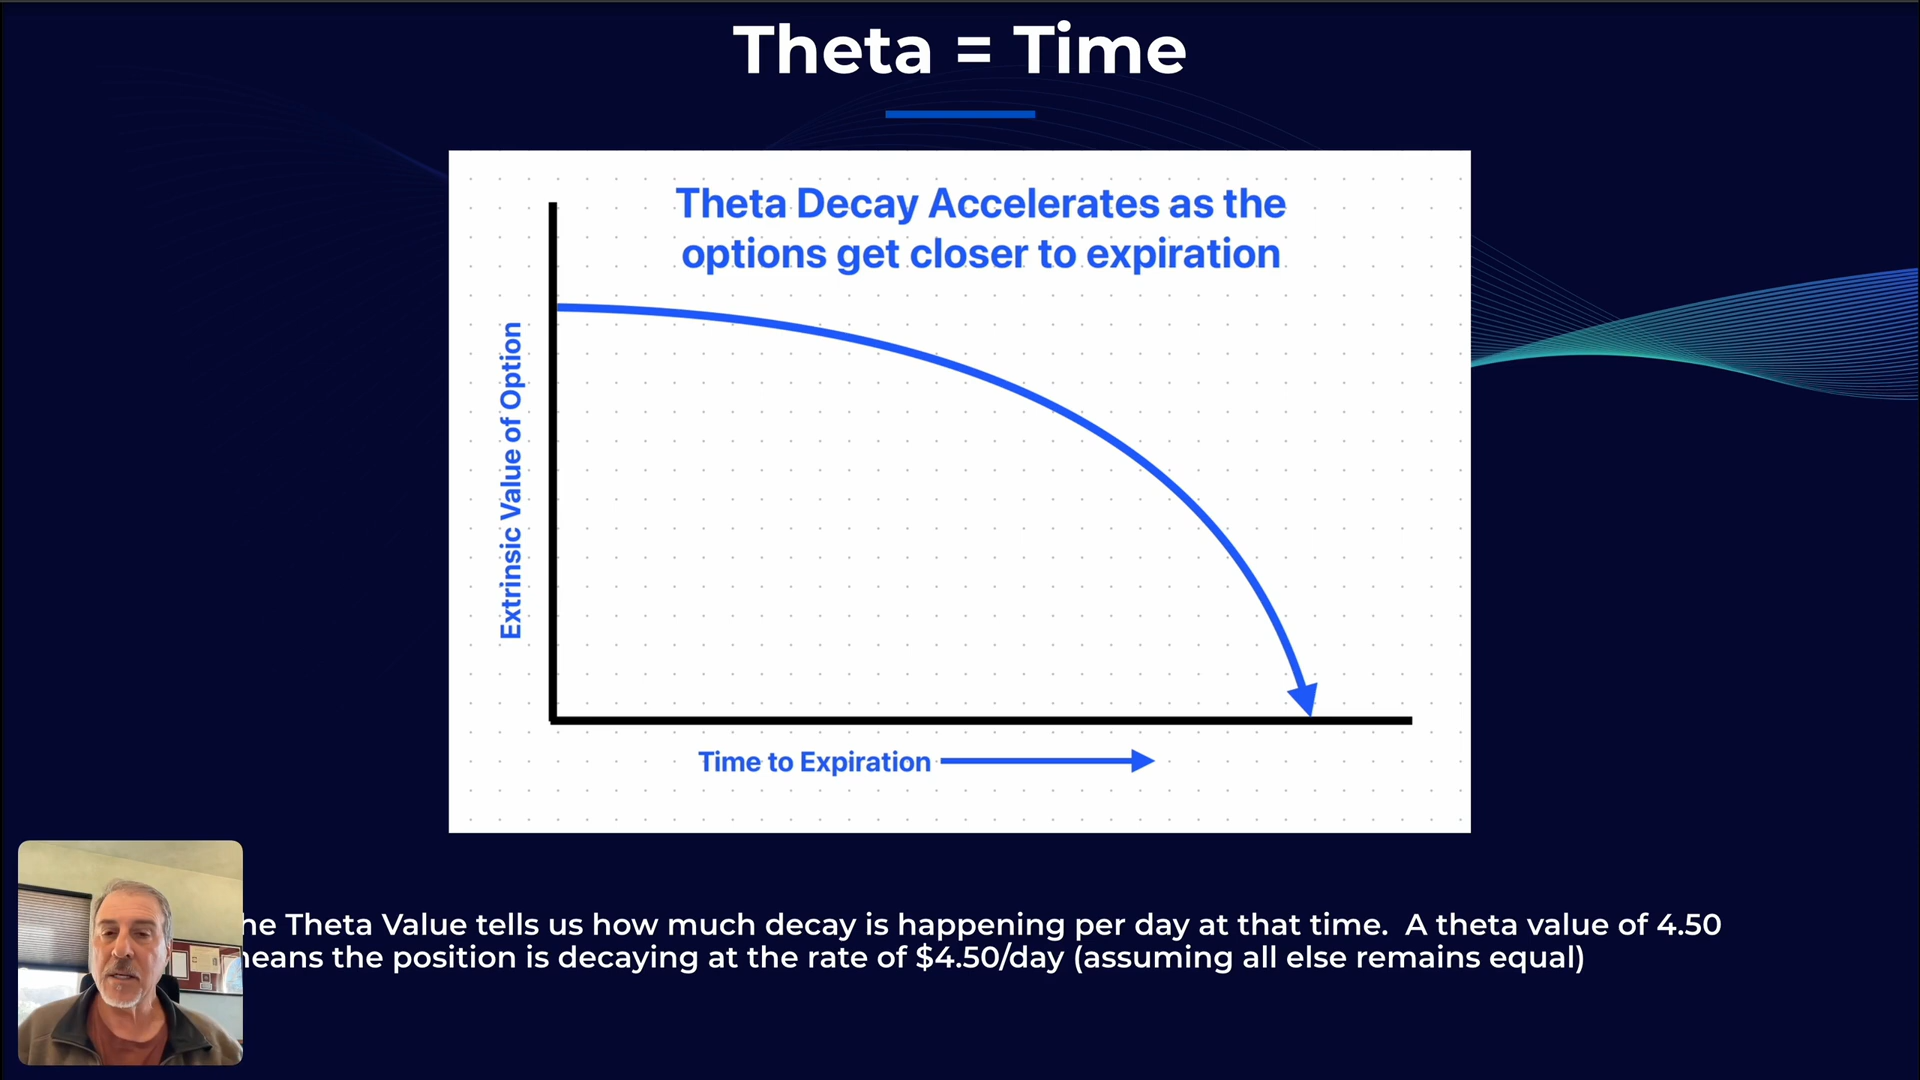 Theta = Time
Theta Decay Accelerates as the
options get closer to expiration
Extrinsic Value of Option
Time to Expiration
he Theta Value tells us how much decay is happening per day at that time. A theta value of 4.50
eans the position is decaying at the rate of $4.50/day (assuming all else remains equal)